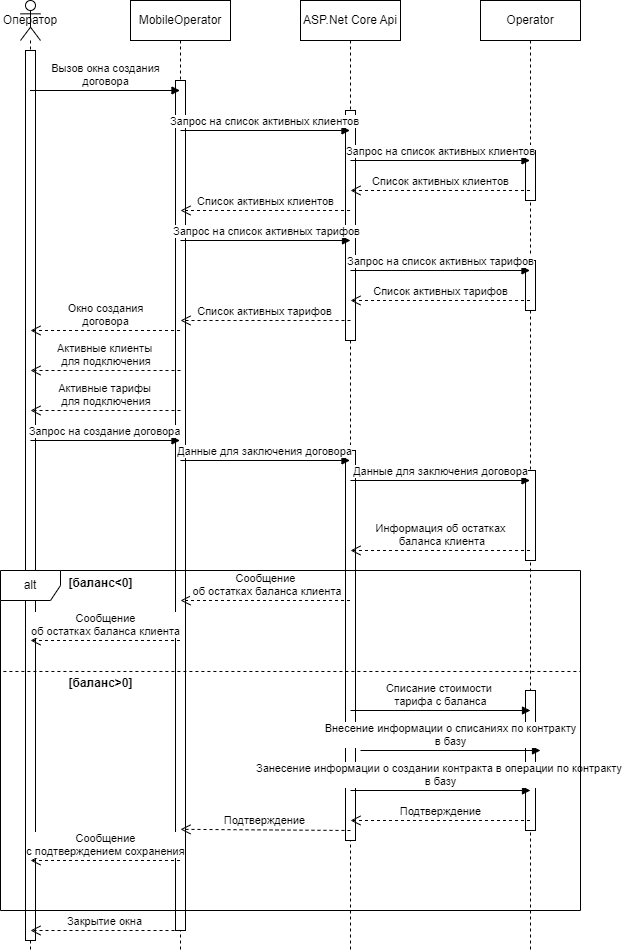 Оператор
MobileOperator
ASP.Net Core Api
Operator
Вызов окна создания
договора
Запрос на список активных клиентов
Запрос на список активных клиентов
Список активных клиентов
Список активных клиентов
Запрос на список активных тарифов
Запрос на список активных тарифов
Список активных тарифов
Список активных тарифов
Окно создания
договора
Активные клиенты
для подключения
Активные тарифы
для подключения
Запрос на создание договора
Данные для заключения договора
Данные для заключения договора
Информация об остатках
баланса клиента
alt
[баланс<0]
Сообщение
об остатках баланса клиента
Сообщение
об остатках баланса клиента
[баланс>0]
Списание стоимости
тарифа с баланса
Внесение информации о списаниях по контракту
в базу
Занесение информации о создании контракта в операции по контракту
в базу
Подтверждение
Подтверждение
Сообщение
с подтверждением сохранения
Закрытие окна